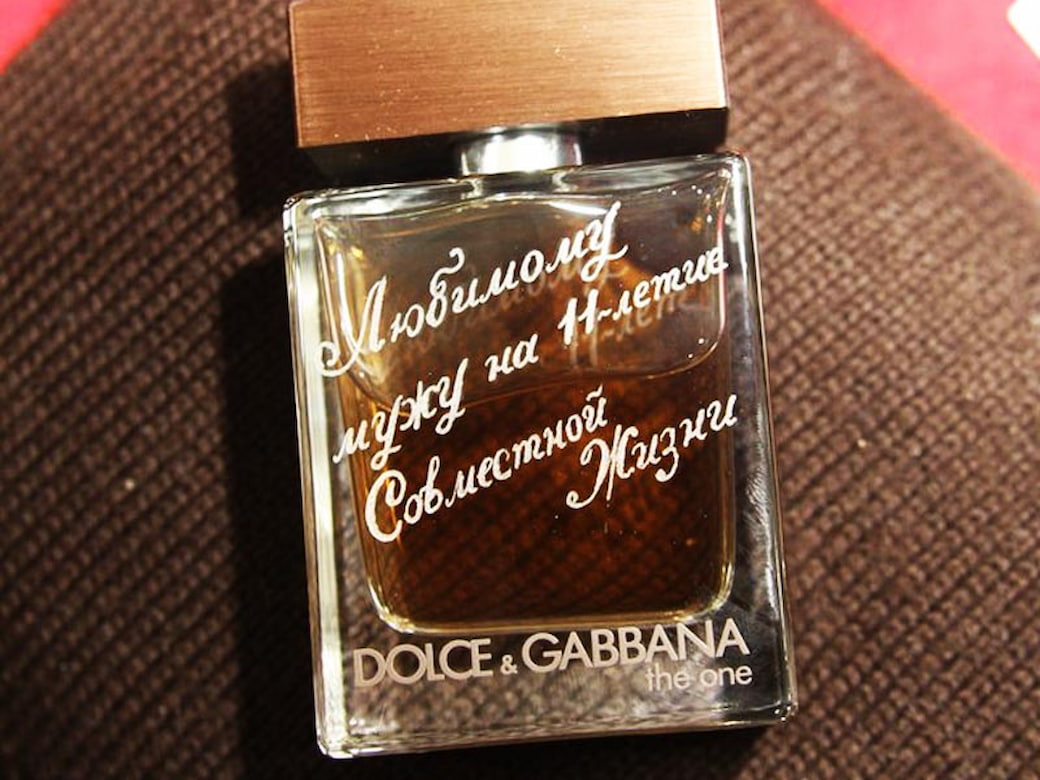 Любимому
мужу на 11-летие
Совместной
Жизни
DOLCE & GABBANA
the one